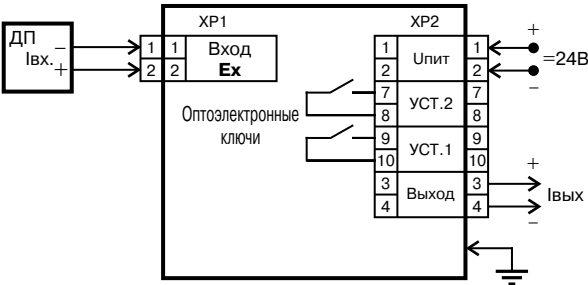 XP1
XP2
ДП
Iвх.
−
+
1 1
2 2
Вход
Ex
1 Uпит 1
2 2
7 УСТ.2 7
8 8
9 УСТ.1 9
10 10
3 Выход 3
4 4
Оптоэлектронные
ключи
+
=24В
−
+
Iвых
−